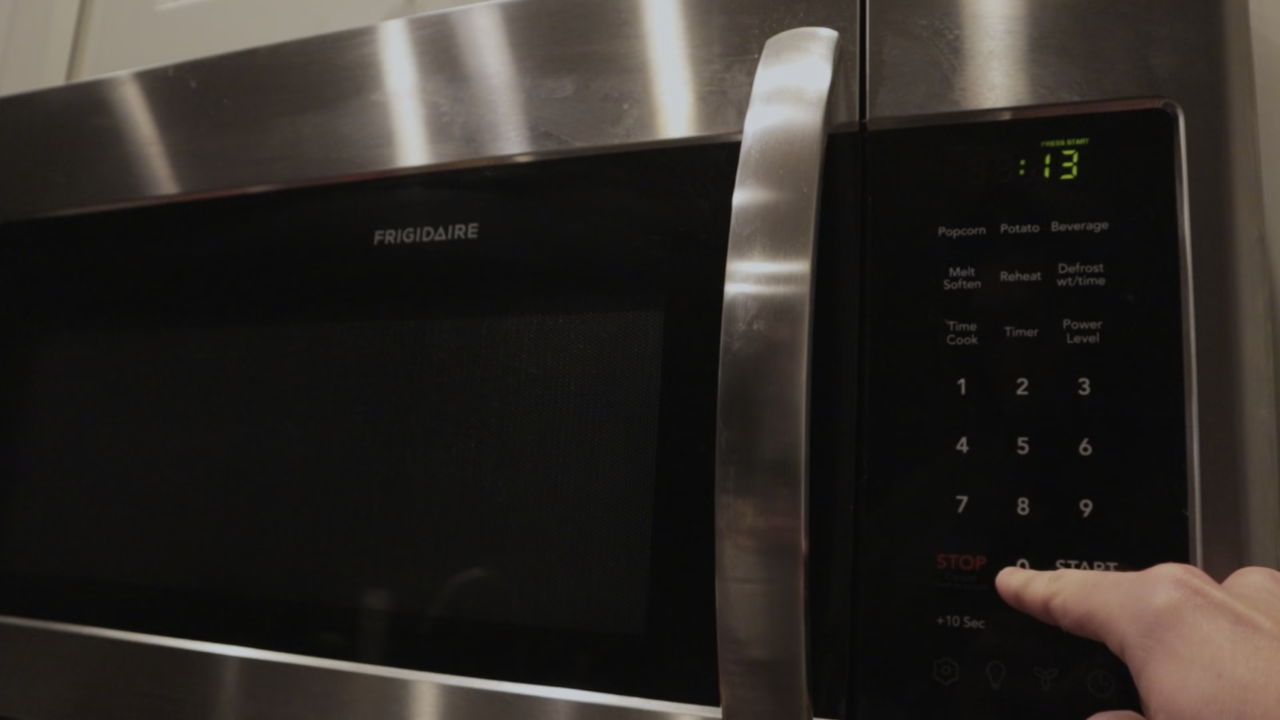 PRESS START
:13
FRIGIDAIRE
Popcorn Potato Beverage
Melt Soften Reheat Defrost wt/time
Time Cook Timer Power Level
1 2 3
4 5 6
7 8 9
STOP 0 START
+10 Sec